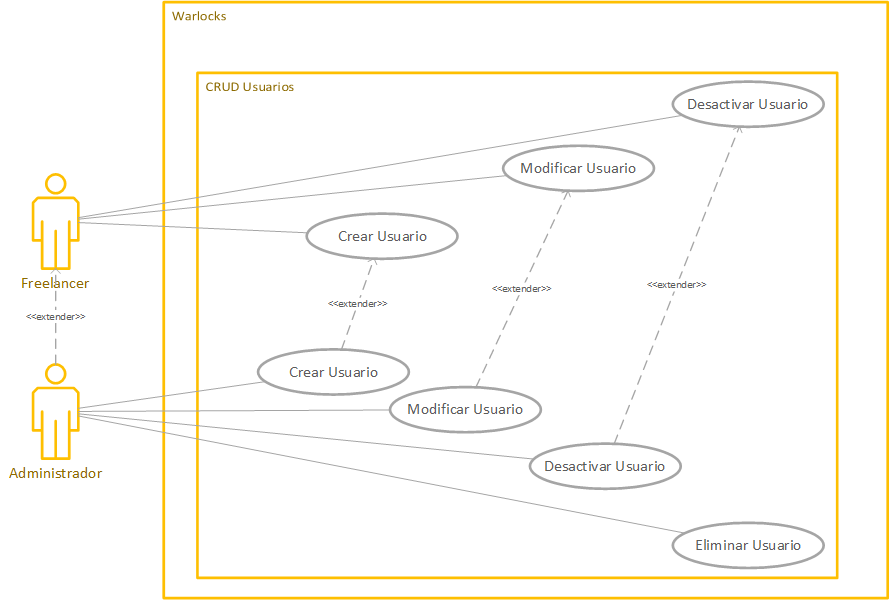 Warlocks
CRUD Usuarios
Desactivar Usuario
Modificar Usuario
Crear Usuario
Freelancer
<<extender>>
<<extender>>
<<extender>>
<<extender>>
Crear Usuario
Modificar Usuario
Desactivar Usuario
Administrador
Eliminar Usuario